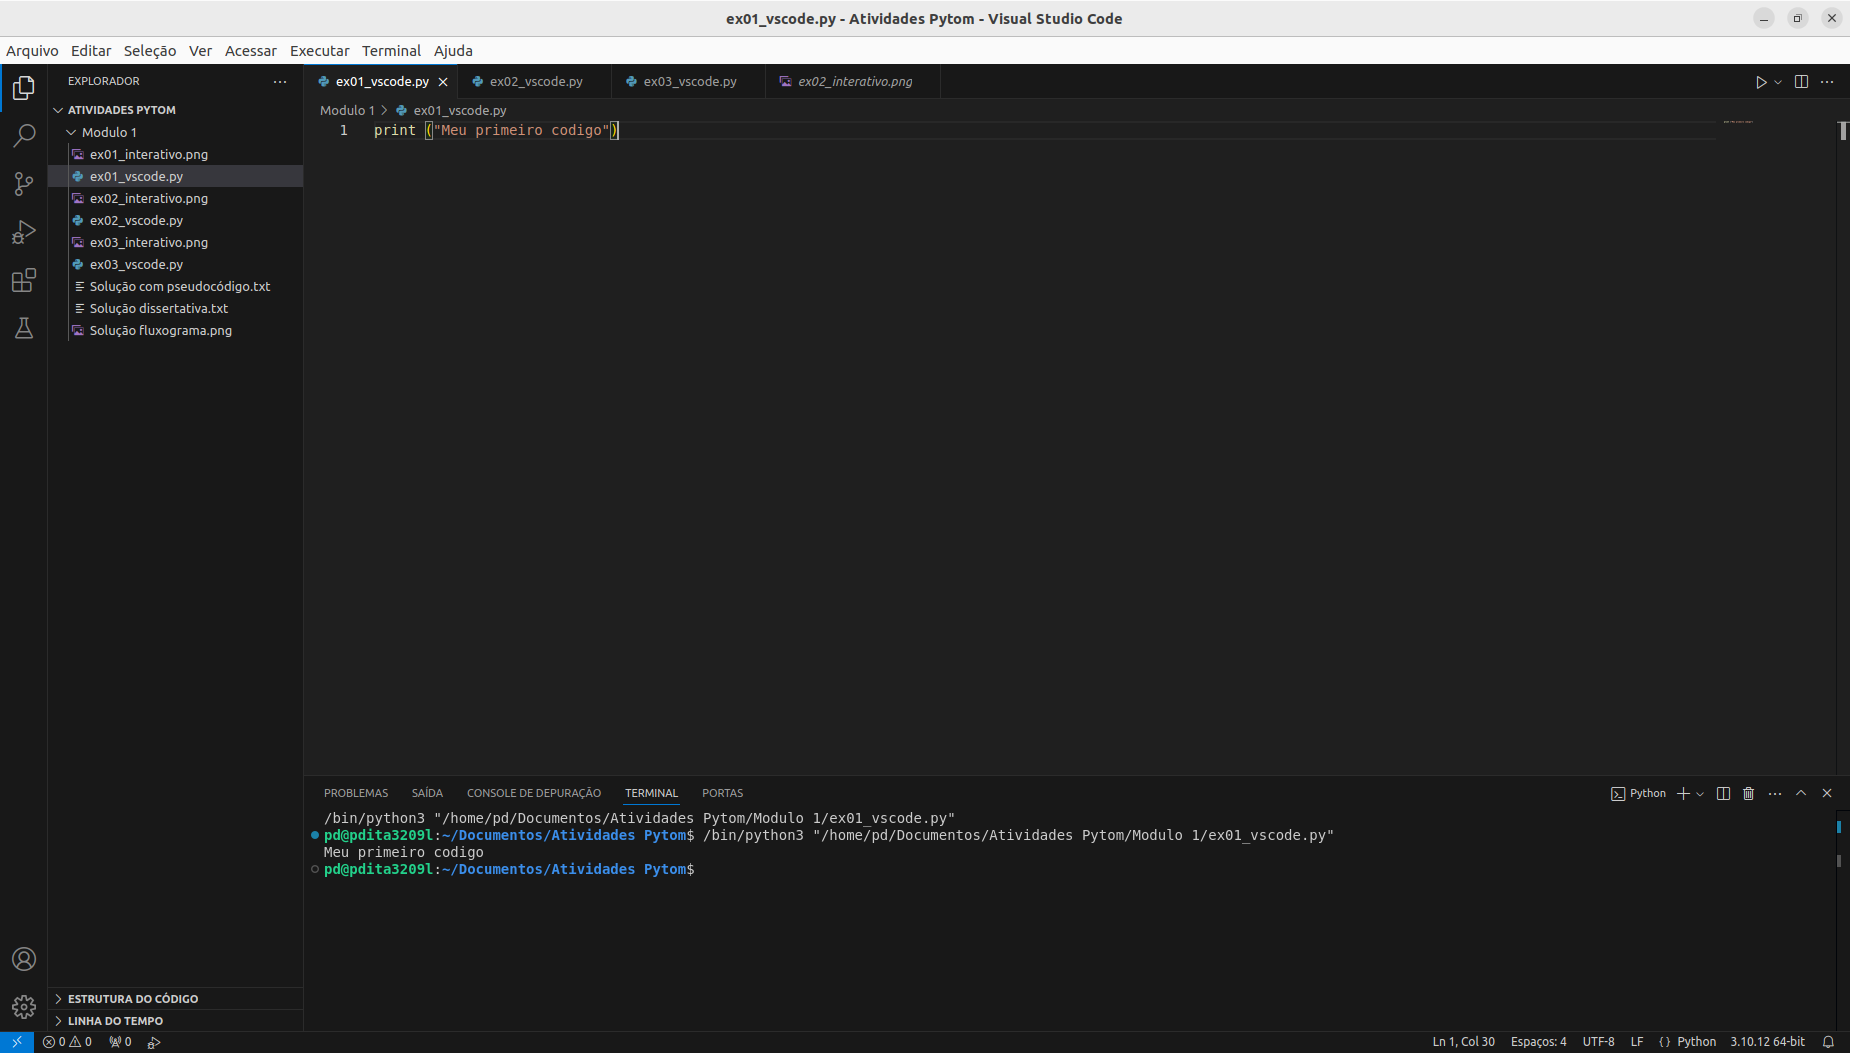 ex01_vscode.py - Atividades Pytom - Visual Studio Code
Arquivo Editar Seleção Ver Acessar Executar Terminal Ajuda
EXPLORADOR
ATIVIDADES PYTOM
Modulo 1
ex01_interativo.png
ex01_vscode.py
ex02_interativo.png
ex02_vscode.py
ex03_interativo.png
ex03_vscode.py
Solução com pseudocódigo.txt
Solução dissertativa.txt
Solução fluxograma.png
ESTRUTURA DO CÓDIGO
LINHA DO TEMPO
ex01_vscode.py ex02_vscode.py ex03_vscode.py ex02_interativo.png
Modulo 1 > ex01_vscode.py
1 print ("Meu primeiro codigo")
PROBLEMAS SAÍDA CONSOLE DE DEPURAÇÃO TERMINAL PORTAS Python
/bin/python3 "/home/pd/Documentos/Atividades Pytom/Modulo 1/ex01_vscode.py"
pd@pdita3209l:~/Documentos/Atividades Pytom$ /bin/python3 "/home/pd/Documentos/Atividades Pytom/Modulo 1/ex01_vscode.py"
Meu primeiro codigo
pd@pdita3209l:~/Documentos/Atividades Pytom$
0 0 0 Ln 1, Col 30 Espaços: 4 UTF-8 LF {} Python 3.10.12 64-bit